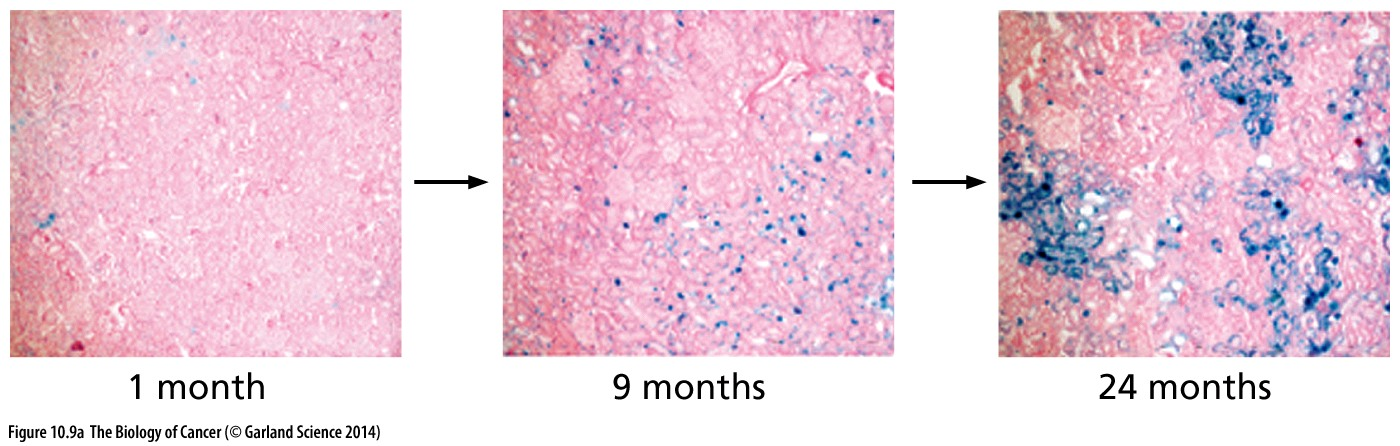 1 month
9 months
24 months
Figure 10.9a The Biology of Cancer (© Garland Science 2014)